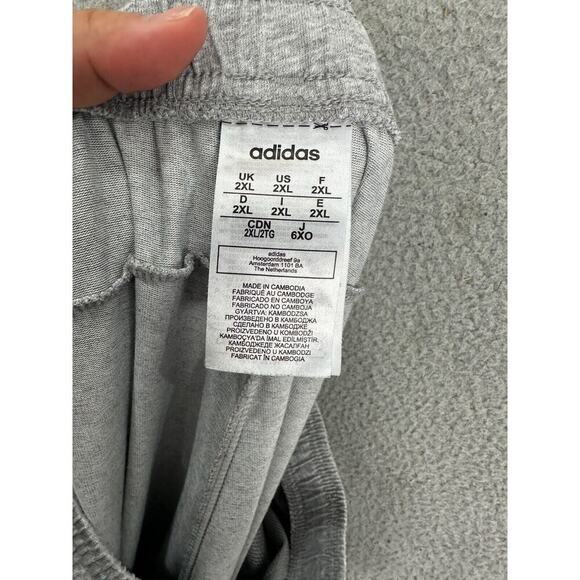 adidas
UK US F
2XL 2XL 2XL
D I E
2XL 2XL 2XL
CDN J
2XL/2TG 6XO
adidas
Hoogoorddreef 9a
Amsterdam 1101 BA
The Netherlands
MADE IN CAMBODIA
FABRIQUÉ AU CAMBODGE
FABRICADO EN CAMBOYA
FABRICADO NO CAMBOJA
GYÁRTVA: KAMBODZSA
ПРОИЗВЕДЕНО В КАМБОДЖА
СДЕЛАНО В КАМБОДЖЕ
PROIZVEDENO U KOMBODŽI
KAMBOÇYA'DA İMAL EDİLMİŞTİR.
КАМБОДЖЕДЕ ЖАСАЛҒАН
PROIZVEDENO U KAMBODŽI
FABRICAT ÎN CAMBOGIA